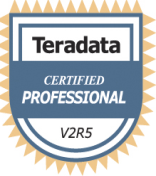 Teradata
CERTIFIED
PROFESSIONAL
V2R5